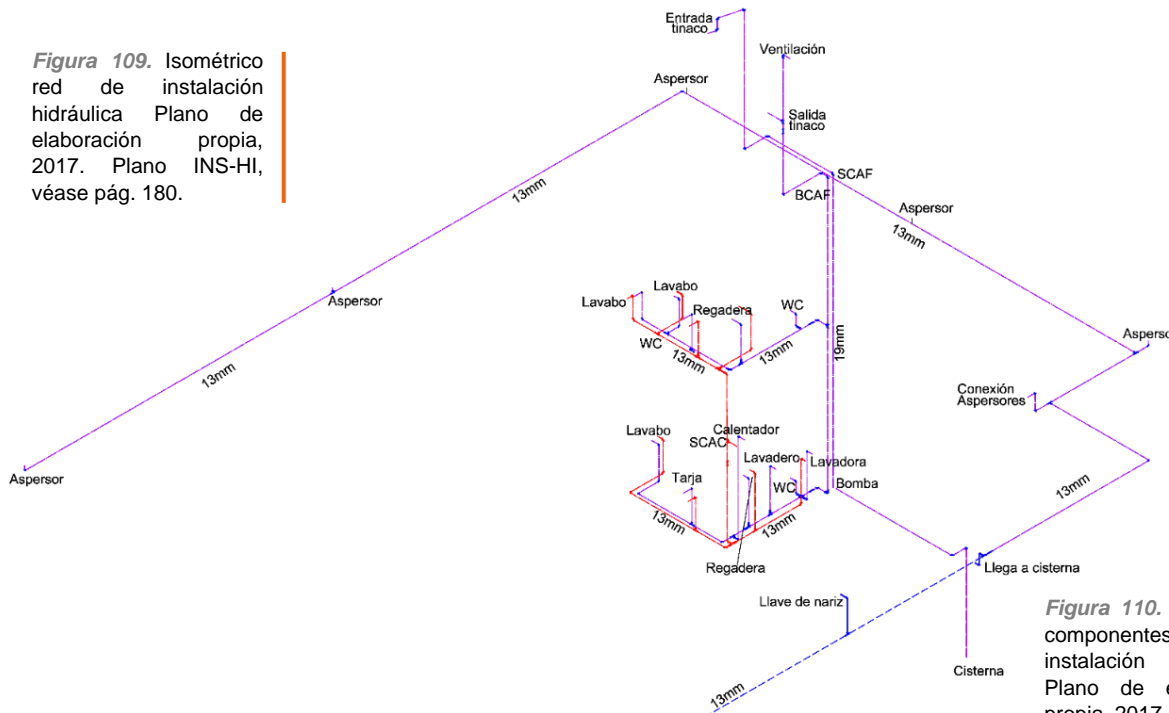 Figura 109. Isométrico
red de instalación
hidráulica Plano de
elaboración propia,
2017. Plano INS-HI,
véase pág. 180.
Entrada
tinaco
Ventilación
Aspersor
Salida
tinaco
SCAF
13mm
BCAF
Aspersor
13mm
Aspersor
Lavabo
Lavabo
Regadera
WC
WC
13mm
13mm
19mm
Asperso
13mm
Conexión
Aspersores
Lavabo
Calentador
SCAC
Lavadero
Lavadora
Aspersor
Tarja
WC
Bomba
13mm
13mm
13mm
Regadera
Llega a cisterna
Llave de nariz
Cisterna
13mm
Figura 110.
componentes
instalación
Plano de e
propia 2017